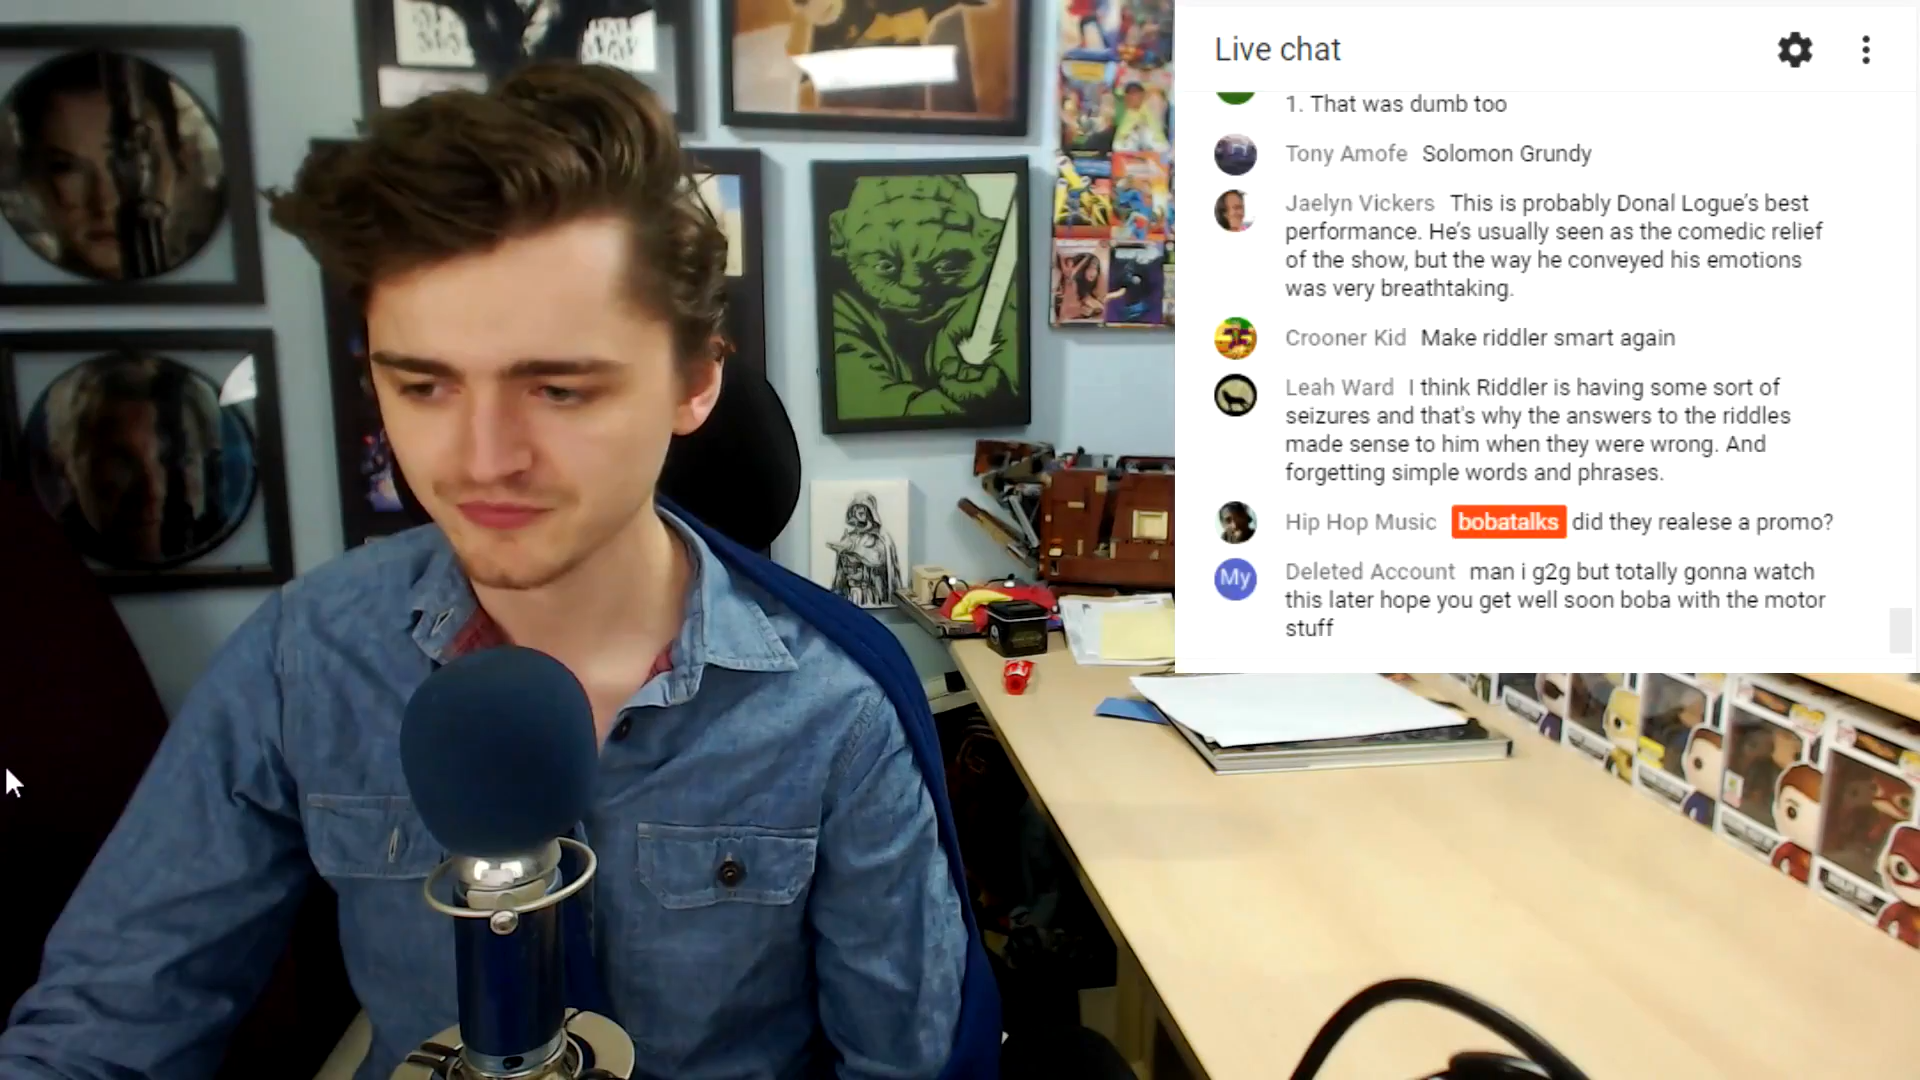 Live chat
1. That was dumb too
Tony Amofe Solomon Grundy
Jaelyn Vickers This is probably Donal Logue's best
performance. He's usually seen as the comedic relief
of the show, but the way he conveyed his emotions
was very breathtaking.
Crooner Kid Make riddler smart again
Leah Ward I think Riddler is having some sort of
seizures and that's why the answers to the riddles
made sense to him when they were wrong. And
forgetting simple words and phrases.
Hip Hop Music bobatalks did they realese a promo?
My
Deleted Account man i g2g but totally gonna watch
this later hope you get well soon boba with the motor
stuff